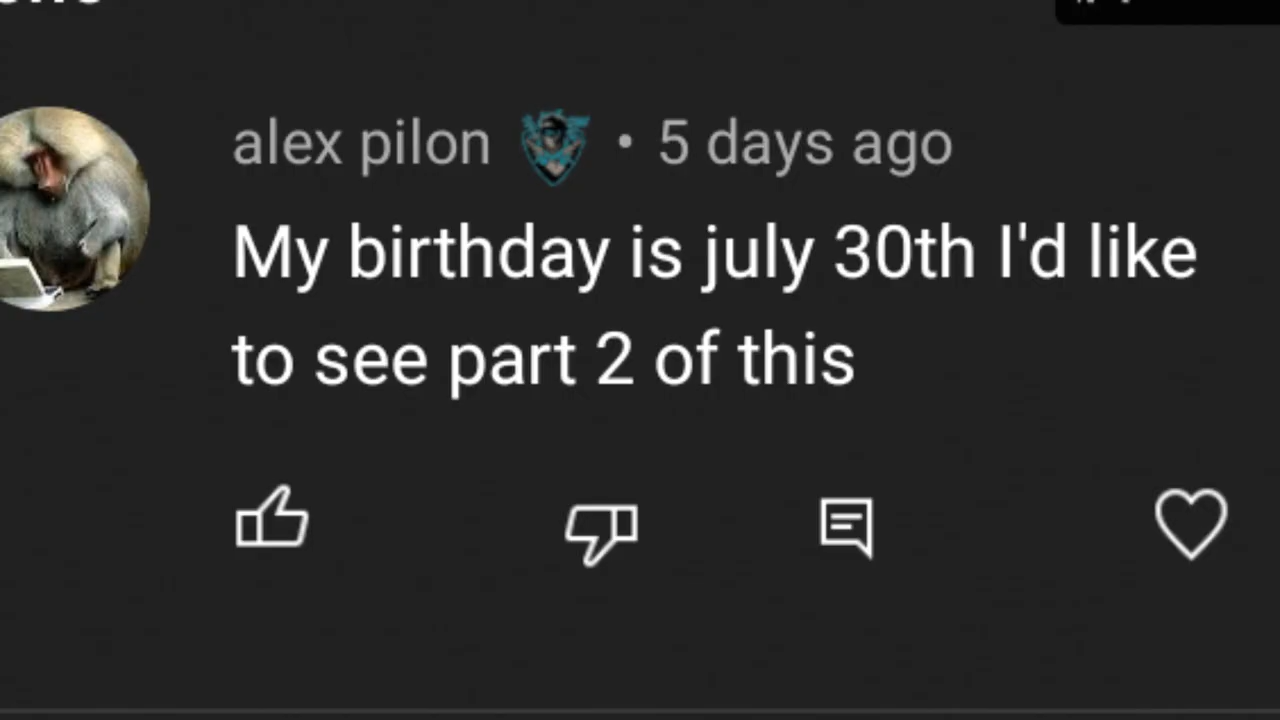 alex pilon • 5 days ago
My birthday is july 30th I'd like
to see part 2 of this